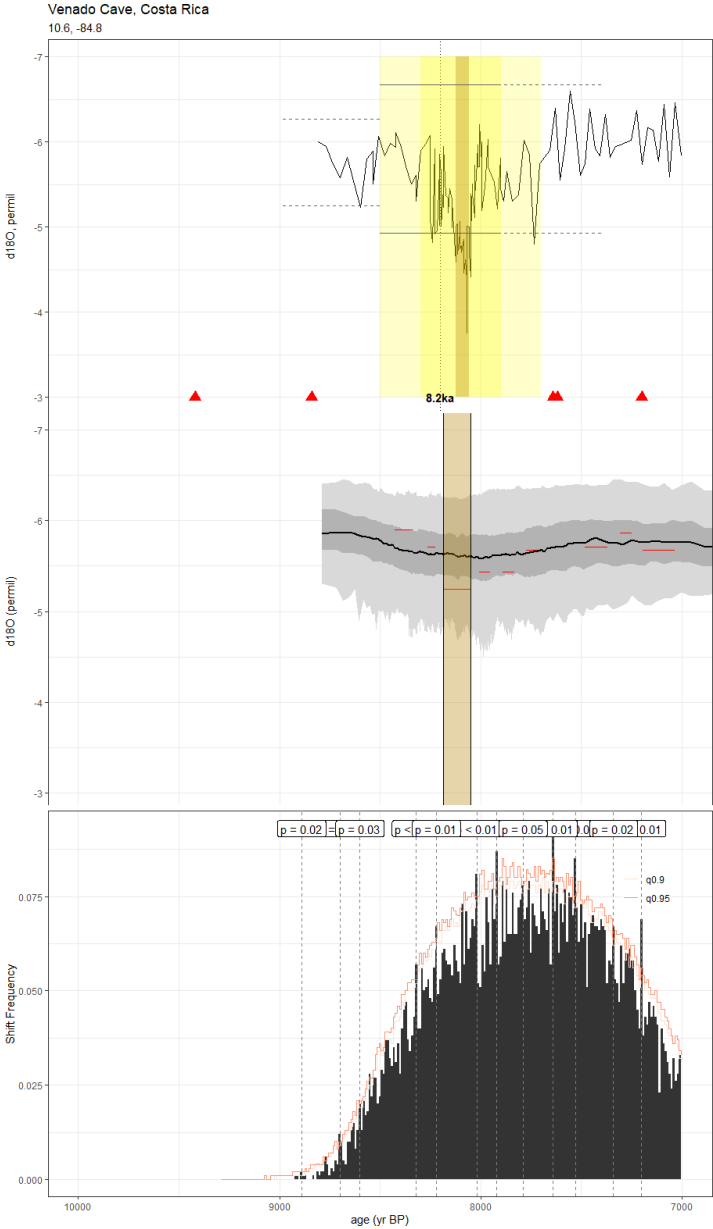 Venado Cave, Costa Rica
10.6, -84.8
-7
-6
-5
-4
-3
d18O, permil
8.2ka
-7
-6
-5
-4
-3
d18O (permil)
p = 0.02 = p = 0.03 p < p = 0.01 < 0.01 p = 0.05 0.01 p = 0.02 0.01
q0.9
q0.95
0.075
0.050
0.025
0.000
Shift Frequency
10000 9000 8000 7000
age (yr BP)